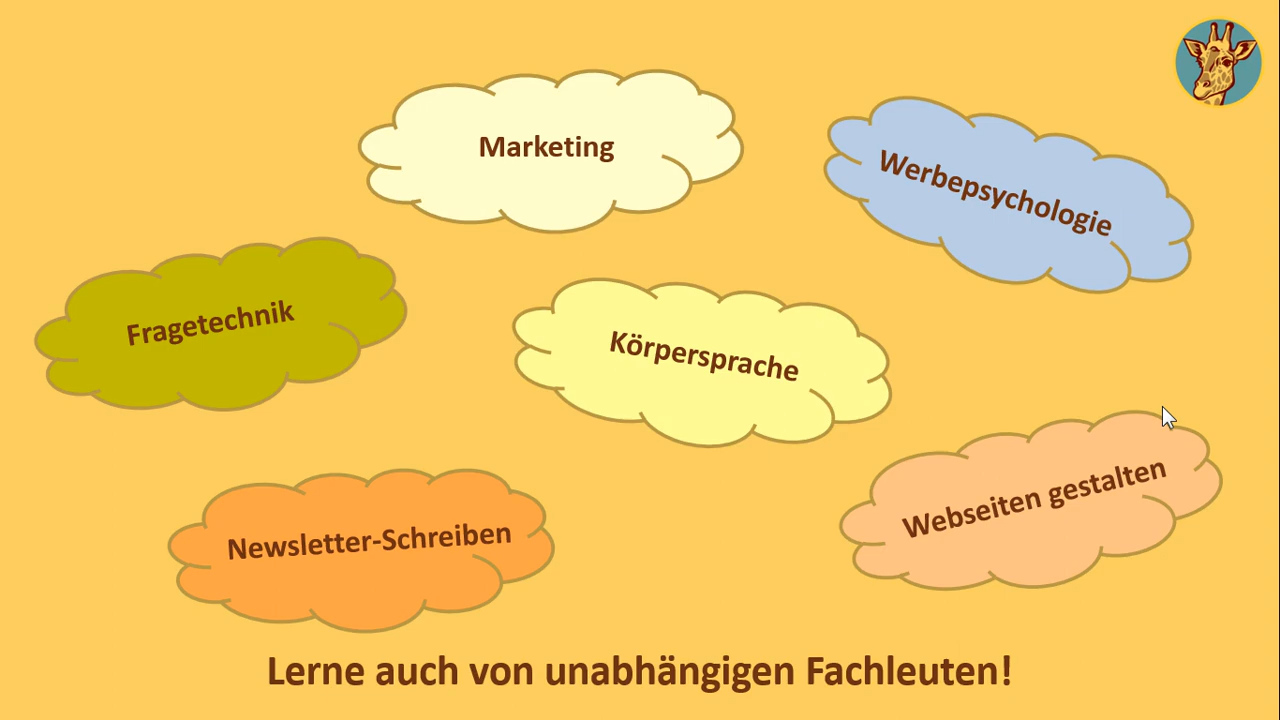 Marketing
Werbepsychologie
Fragetechnik
Körpersprache
Webseiten gestalten
Newsletter-Schreiben
Lerne auch von unabhängigen Fachleuten!